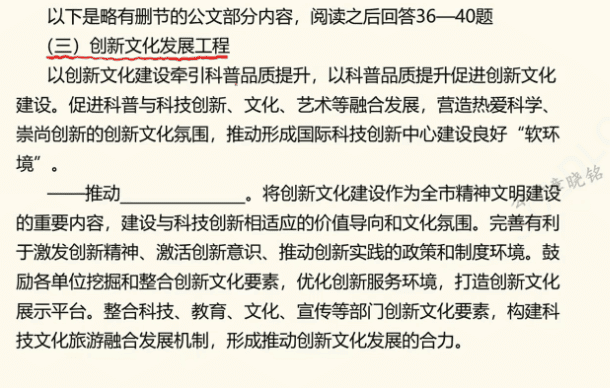 以下是略有删节的公文部分内容，阅读之后回答36—40题
（三）创新文化发展工程
以创新文化建设牵引科普品质提升，以科普品质提升促进创新文化
建设。促进科普与科技创新、文化、艺术等融合发展，营造热爱科学、
崇尚创新的创新文化氛围，推动形成国际科技创新中心建设良好“软环
境”。
——推动____________。将创新文化建设作为全市精神文明建设
的重要内容，建设与科技创新相适应的价值导向和文化氛围。完善有利
于激发创新精神、激活创新意识、推动创新实践的政策和制度环境。鼓
励各单位挖掘和整合创新文化要素，优化创新服务环境，打造创新文化
展示平台。整合科技、教育、文化、宣传等部门创新文化要素，构建科
技文化旅游融合发展机制，形成推动创新文化发展的合力。
晓铭